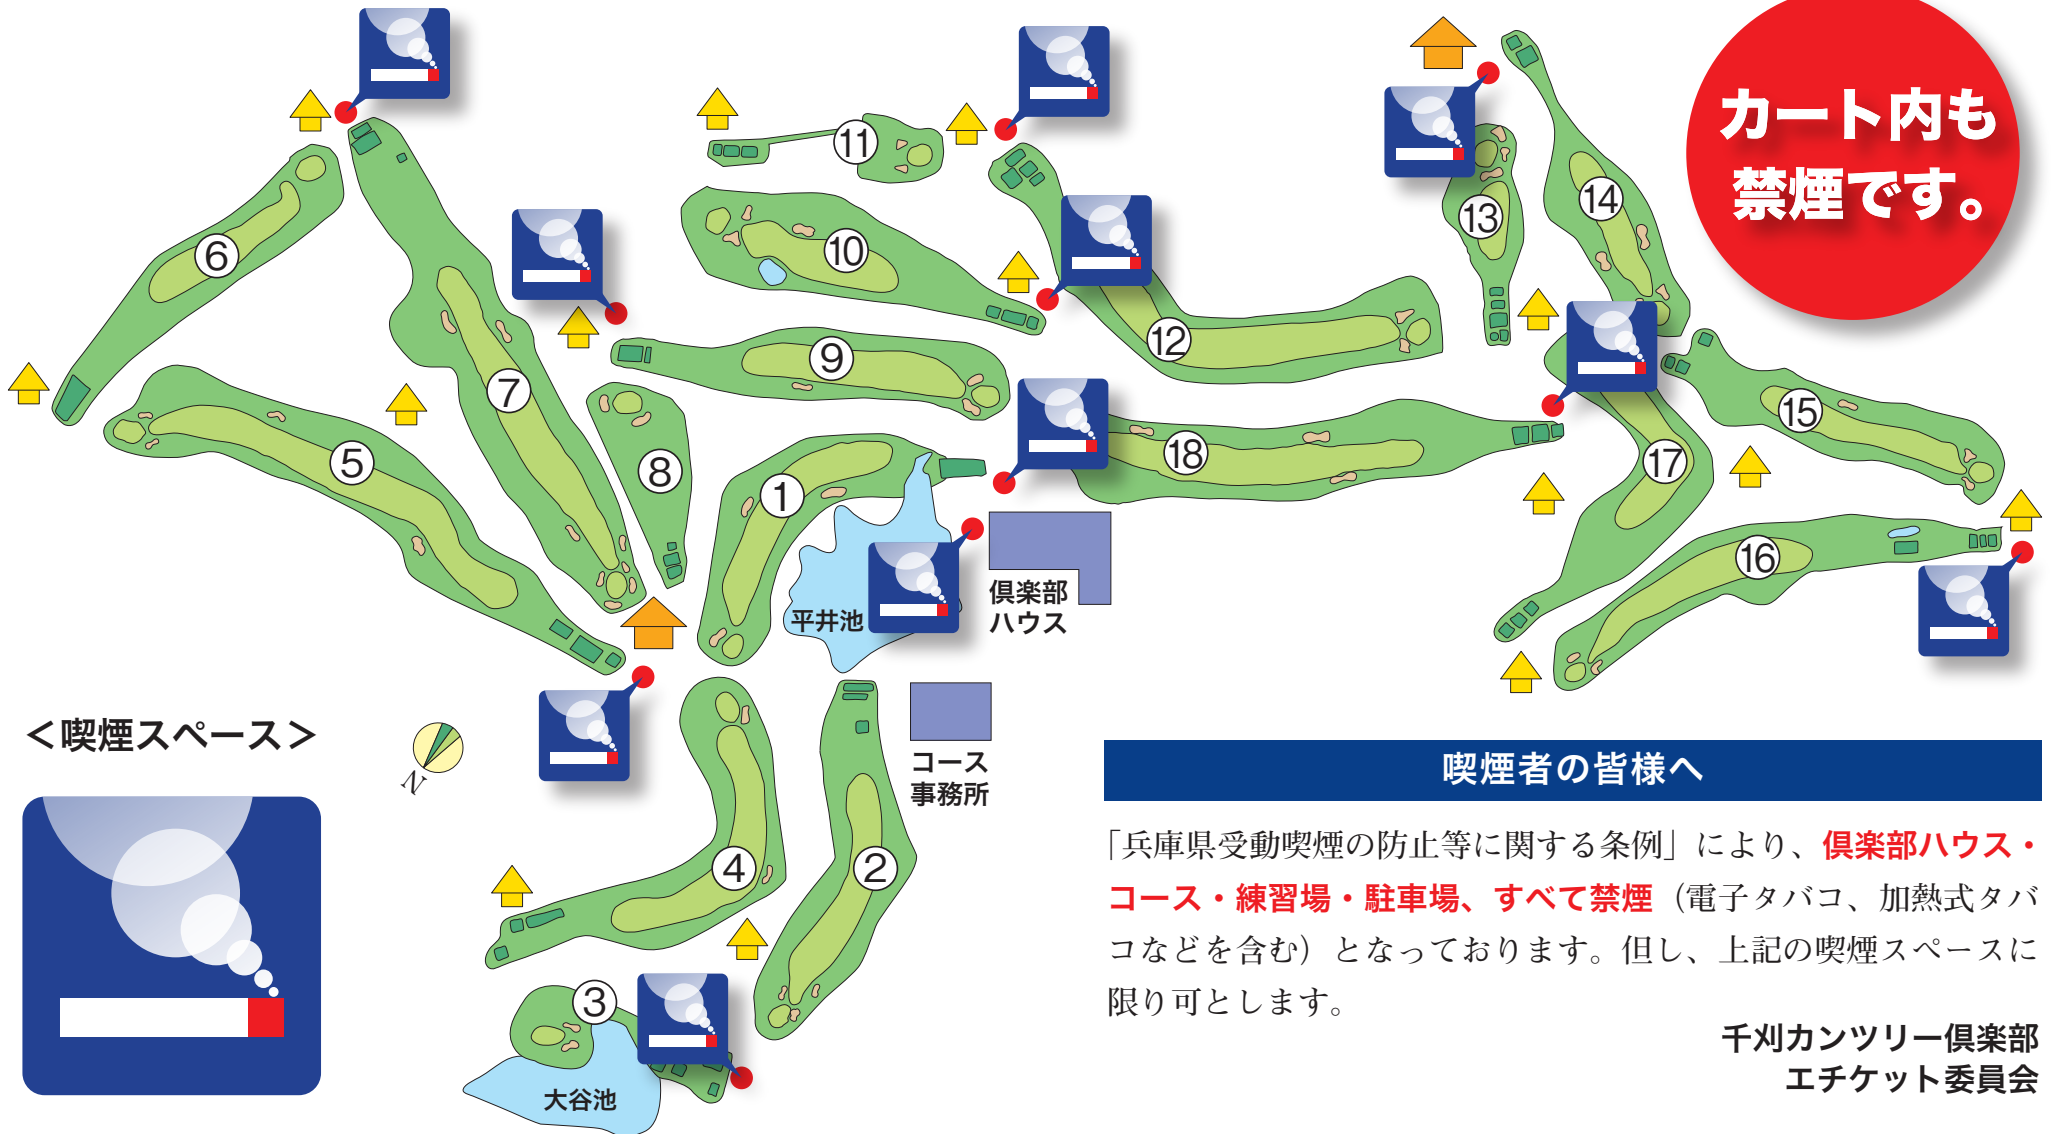 カート内も
禁煙です。
6
11
10
13
14
7
9
12
5
8
1
18
17
15
16
倶楽部
ハウス
平井池
<喫煙スペース>
N
コース
事務所
4
2
3
大谷池
喫煙者の皆様へ
「兵庫県受動喫煙の防止等に関する条例」により、倶楽部ハウス・
コース・練習場・駐車場、すべて禁煙（電子タバコ、加熱式タバ
コなどを含む）となっております。但し、上記の喫煙スペースに
限り可とします。
千刈カンツリー倶楽部
エチケット委員会